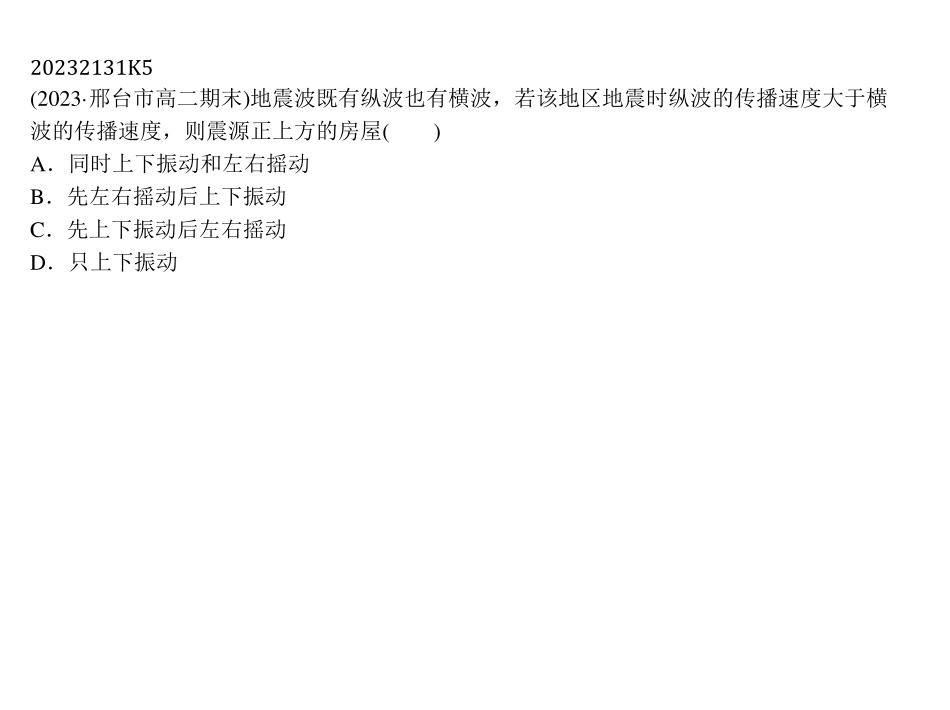 20232131K5
(2023·邢台市高二期末)地震波既有纵波也有横波，若该地区地震时纵波的传播速度大于横
波的传播速度，则震源正上方的房屋(　　)
A．同时上下振动和左右摇动
B．先左右摇动后上下振动
C．先上下振动后左右摇动
D．只上下振动